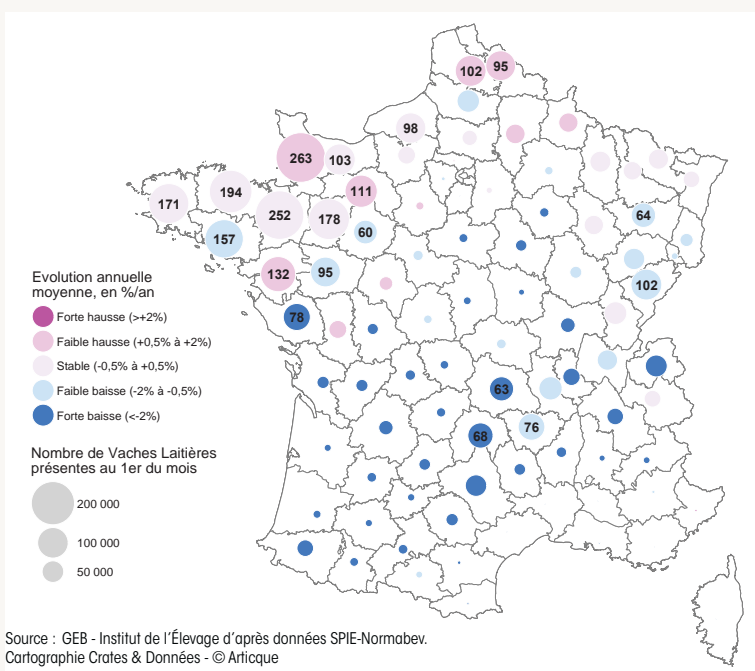 102 95
98
263 103
111
194
171
252 178
157
60
64
132 95
102
78
63
76
68
Evolution annuelle
moyenne, en %/an
Forte hausse (>+2%)
Faible hausse (+0,5% à +2%)
Stable (-0,5% à +0,5%)
Faible baisse (-2% à -0,5%)
Forte baisse (<-2%)
Nombre de Vaches Laitières
présentes au 1er du mois
200 000
100 000
50 000
Source : GEB - Institut de l'Élevage d'après données SPIE-Normabev.
Cartographie Crates & Données - © Articque